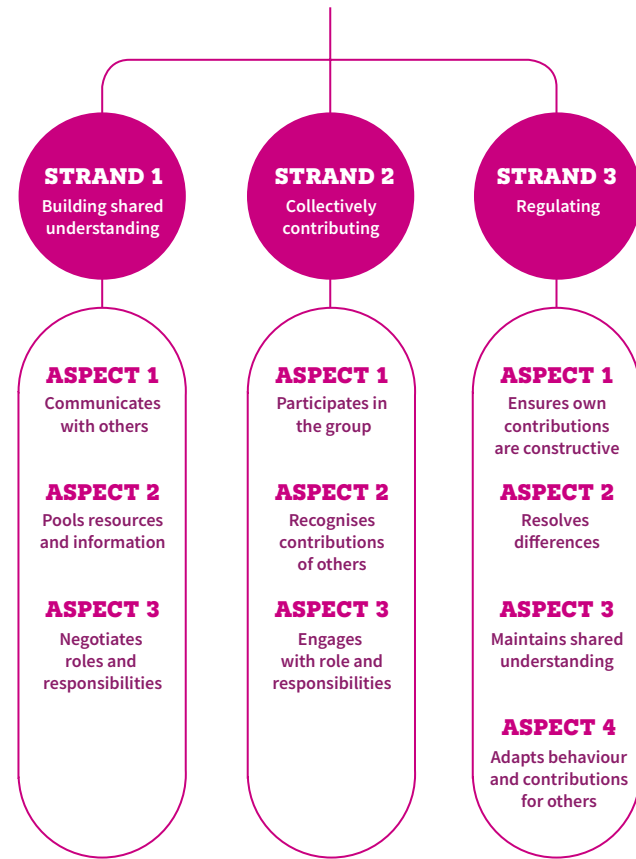 STRAND 1
Building shared
understanding
ASPECT 1
Communicates
with others
ASPECT 2
Pools resources
and information
ASPECT 3
Negotiates
roles and
responsibilities
STRAND 2
Collectively
contributing
ASPECT 1
Participates in
the group
ASPECT 2
Recognises
contributions
of others
ASPECT 3
Engages
with role and
responsibilities
STRAND 3
Regulating
ASPECT 1
Ensures own
contributions
are constructive
ASPECT 2
Resolves
differences
ASPECT 3
Maintains shared
understanding
ASPECT 4
Adapts behaviour
and contributions
for others